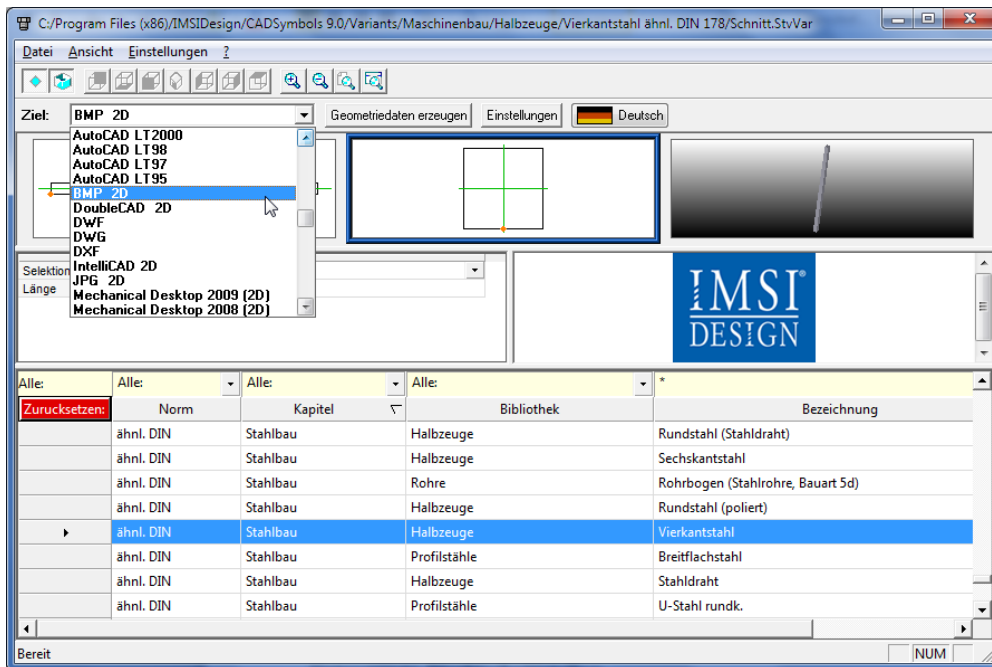 C:/Program Files (x86)/IMSIDesign/CADSymbols 9.0/Variants/Maschinenbau/Halbzeuge/Vierkantstahl ähnl. DIN 178/Schnitt.StvVar
Datei Ansicht Einstellungen ?
Ziel: BMP 2D Geometriedaten erzeugen Einstellungen Deutsch
AutoCAD LT2000
AutoCAD LT98
AutoCAD LT97
AutoCAD LT95
BMP 2D
DoubleCAD 2D
DWF
DWG
DXF
IntelliCAD 2D
JPG 2D
Mechanical Desktop 2009 (2D)
Mechanical Desktop 2008 (2D)
Selektion
Länge
IMSI®
DESIGN
Alle: Alle: Alle: Alle: *
Zurucksetzen: Norm Kapitel Bibliothek Bezeichnung
ähnl. DIN Stahlbau Halbzeuge Rundstahl (Stahldraht)
ähnl. DIN Stahlbau Halbzeuge Sechskantstahl
ähnl. DIN Stahlbau Rohre Rohrbogen (Stahlrohre, Bauart 5d)
ähnl. DIN Stahlbau Halbzeuge Rundstahl (poliert)
ähnl. DIN Stahlbau Halbzeuge Vierkantstahl
ähnl. DIN Stahlbau Profilstähle Breitflachstahl
ähnl. DIN Stahlbau Halbzeuge Stahldraht
ähnl. DIN Stahlbau Profilstähle U-Stahl rundk.
Bereit NUM